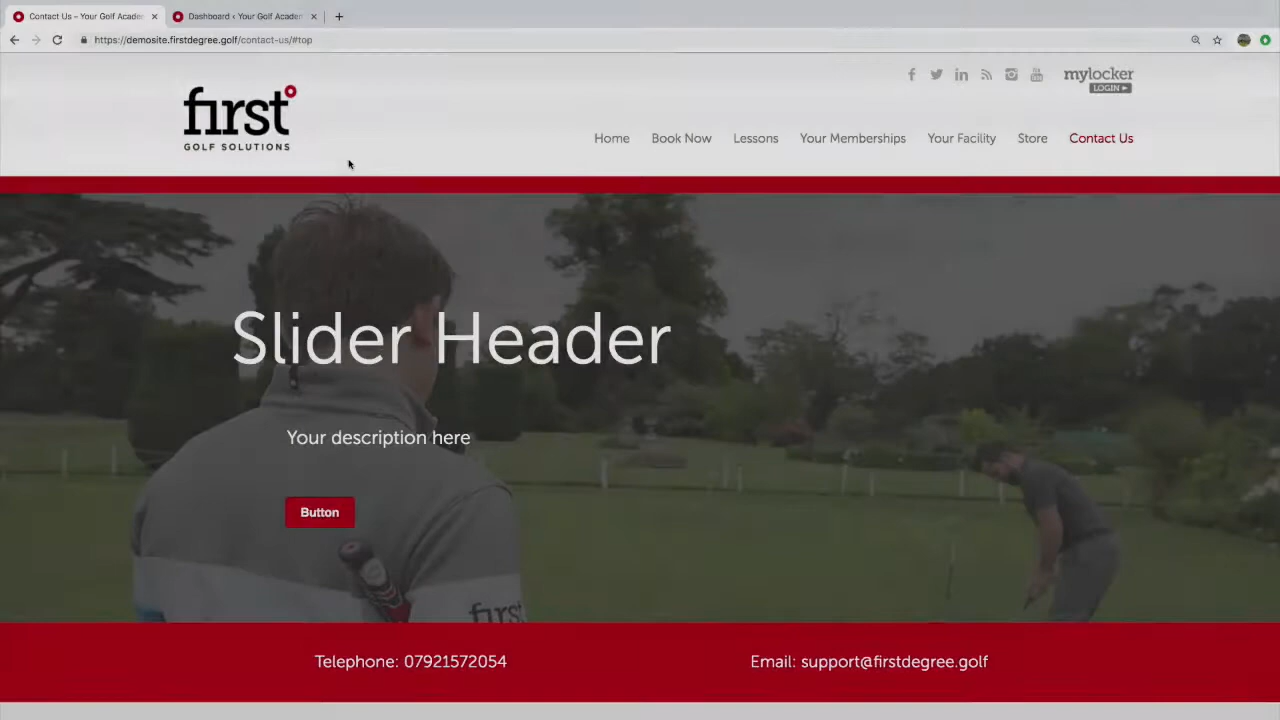 Contact Us – Your Golf Acade
Dashboard ‹ Your Golf Academ
https://demosite.firstdegree.golf/contact-us/#top
mylocker
LOGIN
first
GOLF SOLUTIONS
Home Book Now Lessons Your Memberships Your Facility Store Contact Us
Slider Header
Your description here
Button
first
Telephone: 07921572054 Email: support@firstdegree.golf